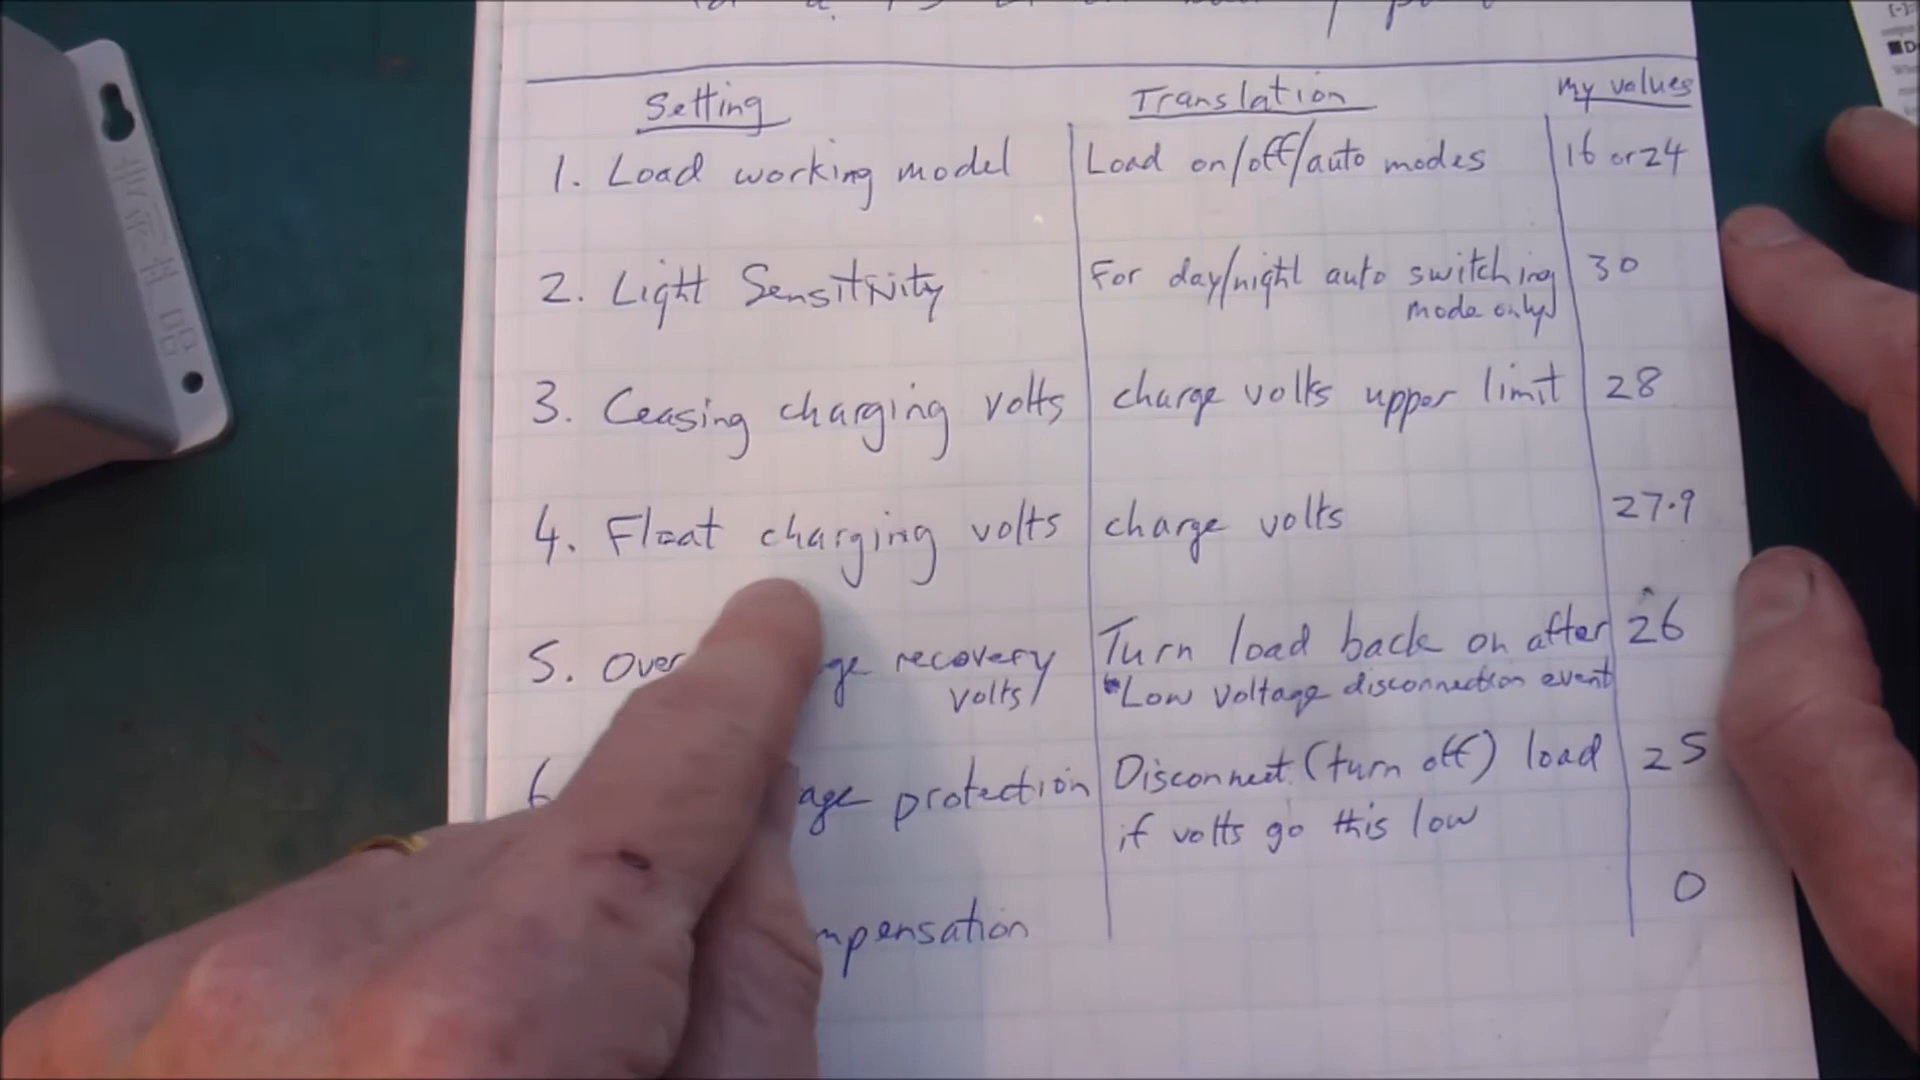 Setting Translation my values
1. Load working model Load on/off/auto modes 16 or 24
2. Light Sensitivity For day/night auto switching 30
mode only
3. Ceasing charging volts charge volts upper limit 28
4. Float charging volts charge volts 27.9
5. Over ge recovery Turn load back on after 26
volts "Low voltage disconnection event
6 age protection Disconnect (turn off) load 25
if volts go this low
0
mpensation